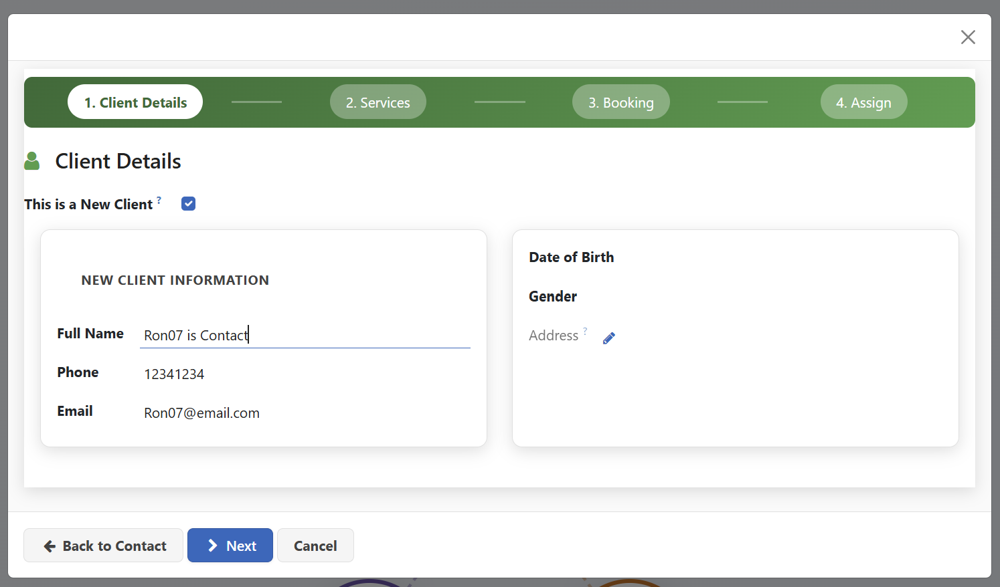 1. Client Details
2. Services
3. Booking
4. Assign
Client Details
This is a New Client ?
NEW CLIENT INFORMATION
Full Name Ron07 is Contact
Phone 12341234
Email Ron07@email.com
Date of Birth
Gender
Address ?
Back to Contact
Next
Cancel